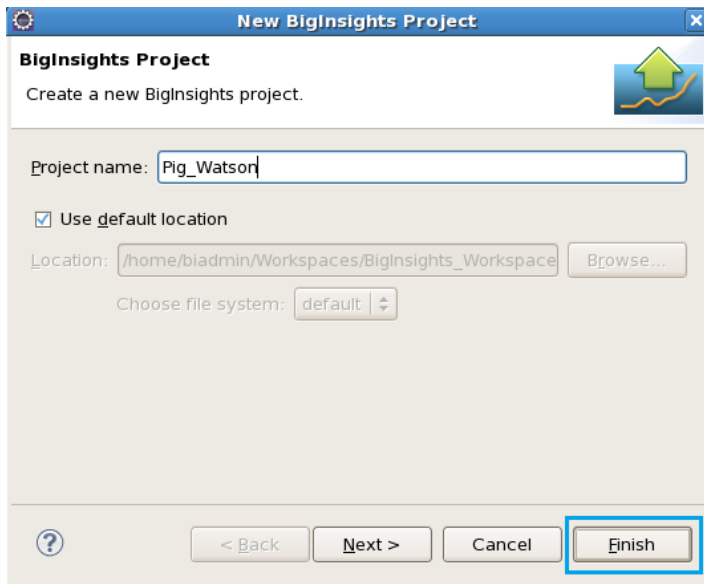 New BigInsights Project
BigInsights Project
Create a new BigInsights project.
Project name: Pig_Watson
Use default location
Location: /home/biadmin/Workspaces/BigInsights_Workspace Browse...
Choose file system: default
? < Back Next > Cancel Finish